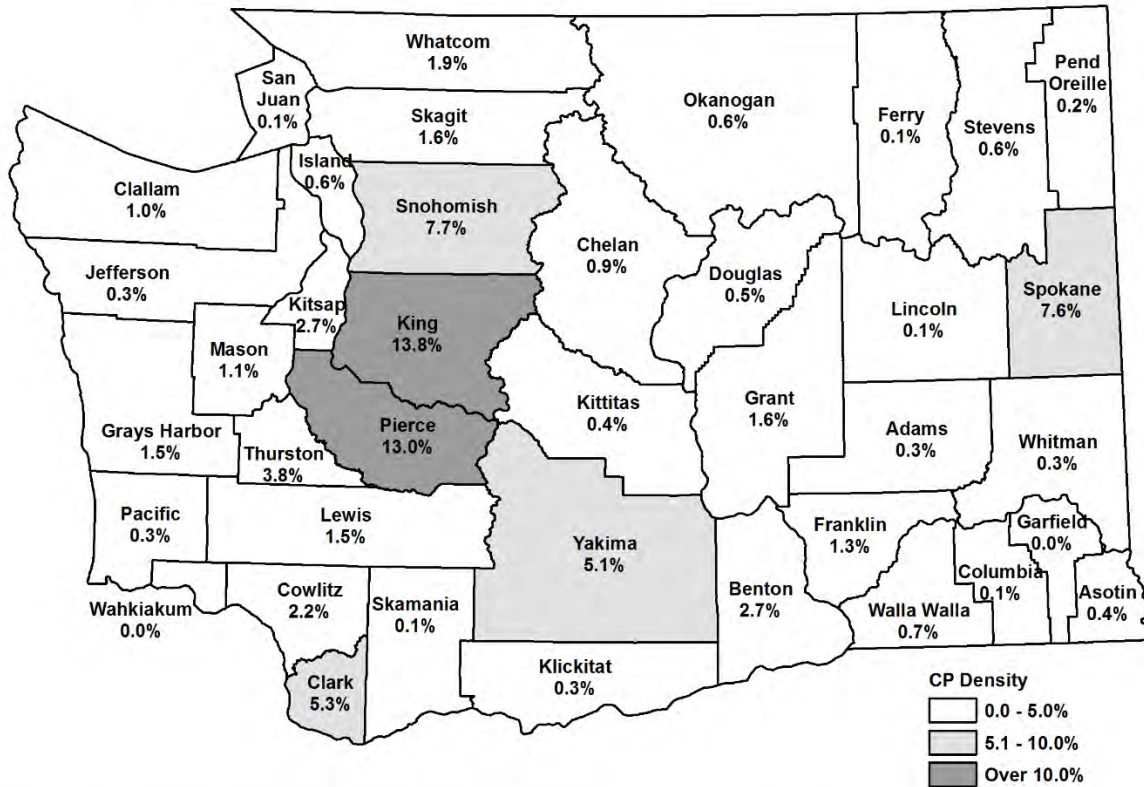 Whatcom
1.9%
San
Juan
0.1%
Skagit
1.6%
Okanogan
0.6%
Ferry
0.1%
Stevens
0.6%
Pend
Oreille
0.2%
Island
0.6%
Clallam
1.0%
Snohomish
7.7%
Chelan
0.9%
Jefferson
0.3%
Kitsap
2.7%
Douglas
0.5%
Lincoln
0.1%
Spokane
7.6%
King
13.8%
Mason
1.1%
Kittitas
0.4%
Grant
1.6%
Grays Harbor
1.5%
Thurston
3.8%
Pierce
13.0%
Adams
0.3%
Whitman
0.3%
Pacific
0.3%
Lewis
1.5%
Yakima
5.1%
Franklin
1.3%
Garfield
0.0%
Columbia
0.1%
Asotin
0.4%
Wahkiakum
0.0%
Cowlitz
2.2%
Skamania
0.1%
Benton
2.7%
Walla Walla
0.7%
Clark
5.3%
Klickitat
0.3%
CP Density
0.0 - 5.0%
5.1 - 10.0%
Over 10.0%